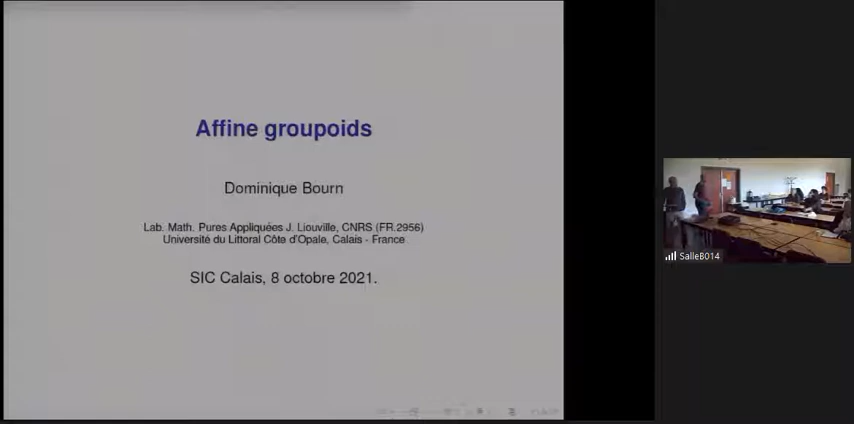 Affine groupoids
Dominique Bourn
Lab. Math. Pures Appliquées J. Liouville, CNRS (FR.2956)
Université du Littoral Côte d'Opale, Calais - France
SIC Calais, 8 octobre 2021.
SalleB014